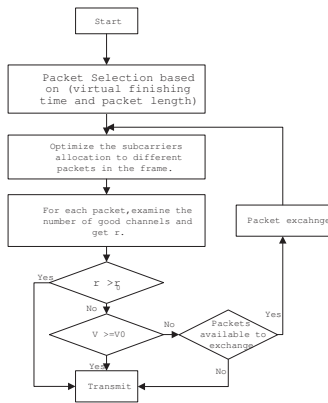 Start
Packet Selection based
on (virtual finishing
time and packet length)
Optimize the subcarriers
allocation to different
packets in the frame.
For each packet,examine the
number of good channels and
get r.
Packet excahnge
Yes
r >r0
No
V >=V0
No
Packets
available to
exchange
Yes
Yes
No
Transmit